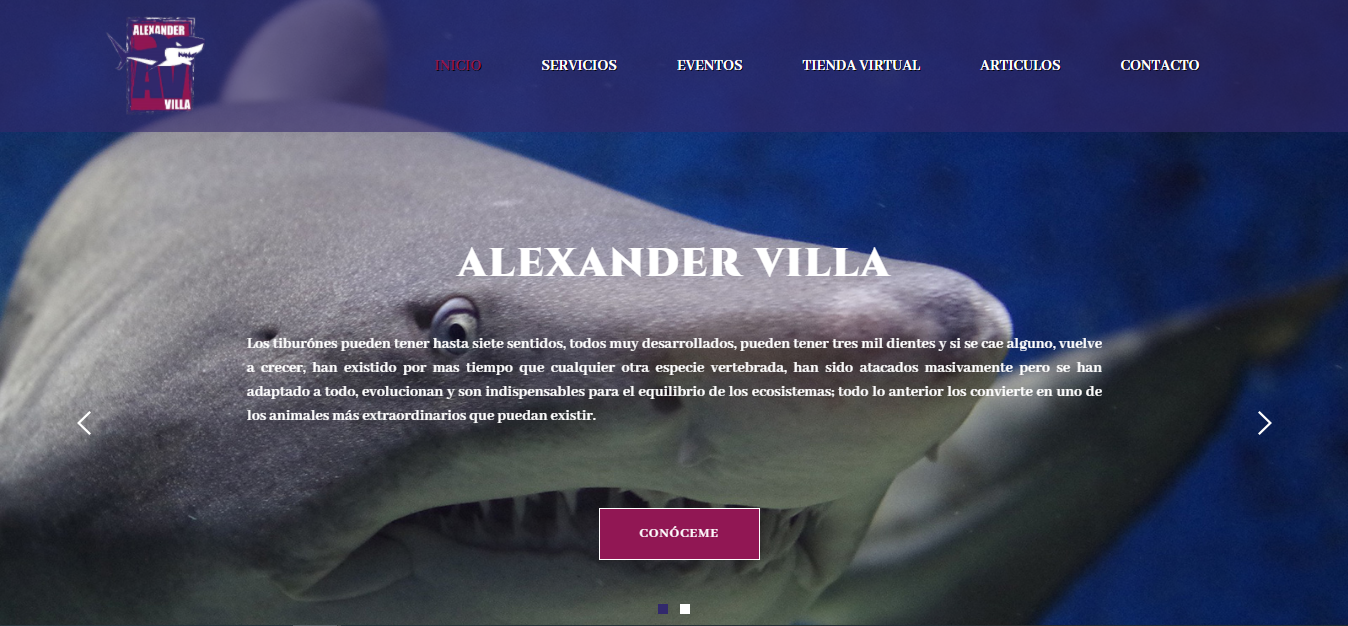 ALEXANDER
AV
VILLA
INICIO
SERVICIOS
EVENTOS
TIENDA VIRTUAL
ARTICULOS
CONTACTO
ALEXANDER VILLA
Los tiburónes pueden tener hasta siete sentidos, todos muy desarrollados, pueden tener tres mil dientes y si se cae alguno, vuelve
a crecer, han existido por mas tiempo que cualquier otra especie vertebrada, han sido atacados masivamente pero se han
adaptado a todo, evolucionan y son indispensables para el equilibrio de los ecosistemas; todo lo anterior los convierte en uno de
los animales más extraordinarios que puedan existir.
CONÓCEME